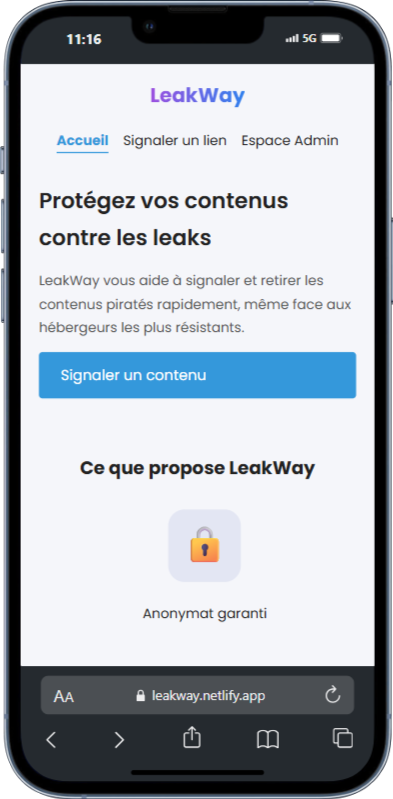 11:16
5G
LeakWay
Accueil Signaler un lien Espace Admin
Protégez vos contenus
contre les leaks
LeakWay vous aide à signaler et retirer les
contenus piratés rapidement, même face aux
hébergeurs les plus résistants.
Signaler un contenu
Ce que propose LeakWay
Anonymat garanti
AA leakway.netlify.app